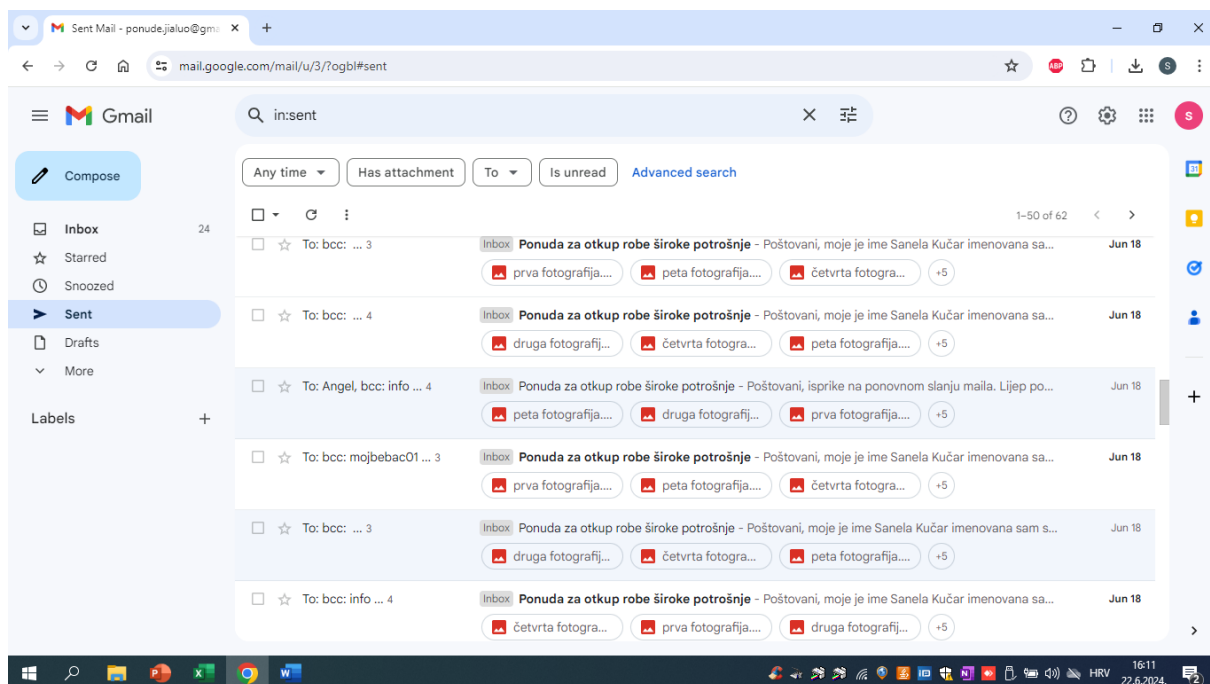 Sent Mail - ponude.jialuo@gma
mail.google.com/mail/u/3/?ogbl#sent
ABP
S
Gmail
in:sent
S
Compose
Any time
Has attachment
To
Is unread
Advanced search
31
1–50 of 62
Inbox 24
Starred
Snoozed
Sent
Drafts
More
Labels
To: bcc: ... 3 Inbox Ponuda za otkup robe široke potrošnje - Poštovani, moje je ime Sanela Kučar imenovana sa... Jun 18
prva fotografija.... peta fotografija.... četvrta fotogra... +5
To: bcc: ... 4 Inbox Ponuda za otkup robe široke potrošnje - Poštovani, moje je ime Sanela Kučar imenovana sa... Jun 18
druga fotografij... četvrta fotogra... peta fotografija.... +5
To: Angel, bcc: info ... 4 Inbox Ponuda za otkup robe široke potrošnje - Poštovani, isprike na ponovnom slanju maila. Lijep po... Jun 18
peta fotografija.... druga fotografij... prva fotografija.... +5
To: bcc: mojbebac01 ... 3 Inbox Ponuda za otkup robe široke potrošnje - Poštovani, moje je ime Sanela Kučar imenovana sa... Jun 18
prva fotografija.... peta fotografija.... četvrta fotogra... +5
To: bcc: ... 3 Inbox Ponuda za otkup robe široke potrošnje - Poštovani, moje je ime Sanela Kučar imenovana sam s... Jun 18
druga fotografij... četvrta fotogra... peta fotografija.... +5
To: bcc: info ... 4 Inbox Ponuda za otkup robe široke potrošnje - Poštovani, moje je ime Sanela Kučar imenovana sa... Jun 18
četvrta fotogra... prva fotografija.... druga fotografij... +5
HRV
16:11
22.6.2024.
2